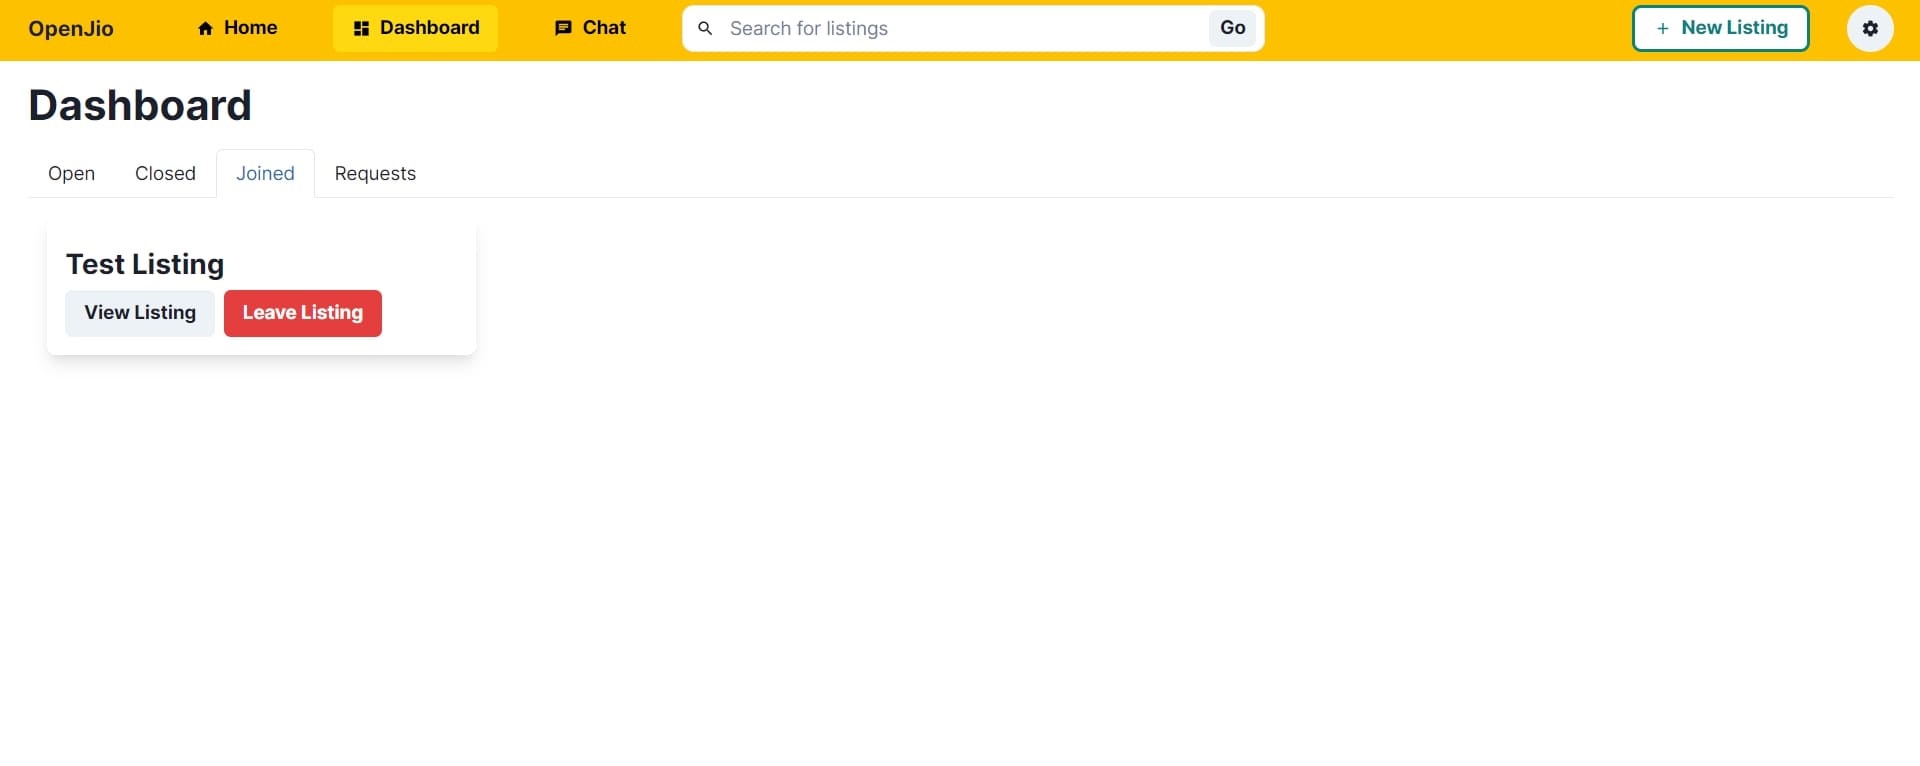 OpenJio Home Dashboard Chat Search for listings Go + New Listing
Dashboard
Open Closed Joined Requests
Test Listing
View Listing Leave Listing